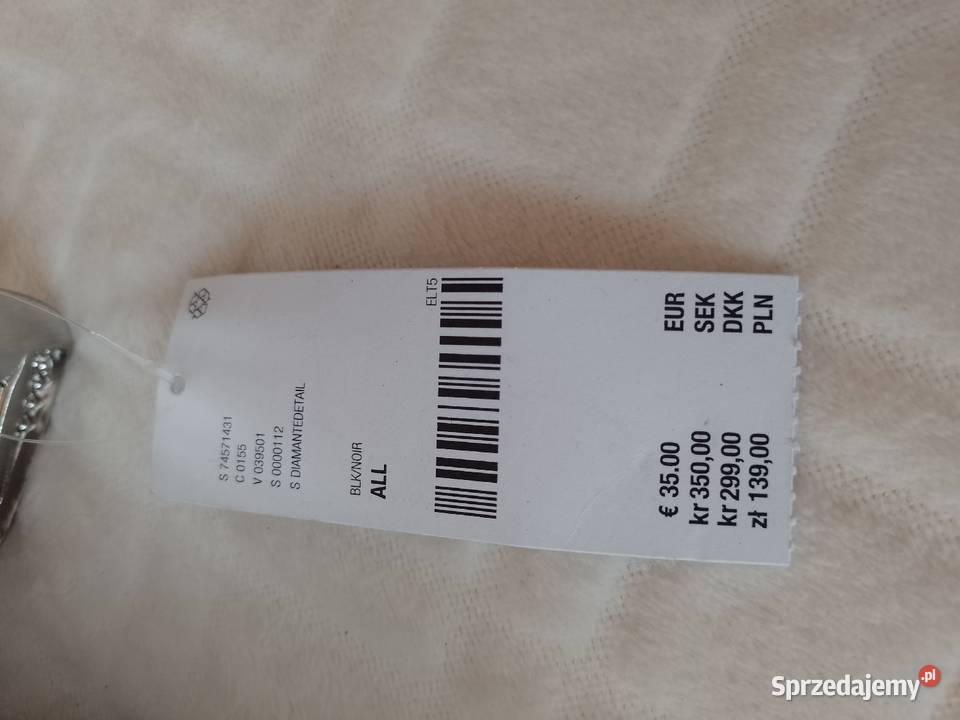 S 74571431
C 0155
V 039501
S 0000112
S DIAMANTEDETAIL
BLK/NOIR
ALL
ELT5
€ 35.00 EUR
kr 350,00 SEK
kr 299,00 DKK
zł 139,00 PLN
Sprzedajemy.pl